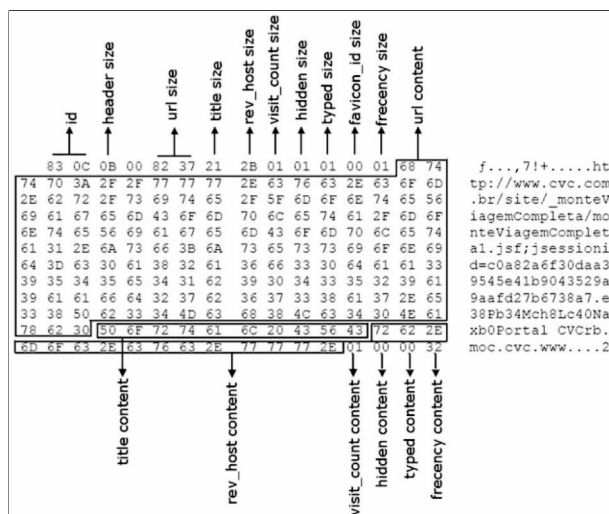 id
header size
url size
title size
rev_host size
visit_count size
hidden size
typed size
favicon_id size
frecency size
url content
83 0C 0B 00 82 37 21 2B 01 01 01 00 01 68 74 ƒ...,7!+.....ht
74 70 3A 2F 2F 77 77 77 2E 63 76 63 2E 63 6F 6D tp://www.cvc.com
2E 62 72 2F 73 69 74 65 2F 5F 6D 6F 6E 74 65 56 .br/site/_monteV
69 61 67 65 6D 43 6F 6D 70 6C 65 74 61 2F 6D 6F iagemCompleta/mo
6E 74 65 56 69 61 67 65 6D 43 6F 6D 70 6C 65 74 nteViagemComplet
61 31 2E 6A 73 66 3B 6A 73 65 73 73 69 6F 6E 69 a1.jsf;jsessioni
64 3D 63 30 61 38 32 61 36 66 33 30 64 61 61 33 d=c0a82a6f30daa3
39 35 34 35 65 34 31 62 39 30 34 33 35 32 39 61 9545e41b9043529a
39 61 61 66 64 32 37 62 36 37 33 38 61 37 2E 65 9aafd27b6738a7.e
33 38 50 62 33 34 4D 63 68 38 4C 63 34 30 4E 61 38Pb34Mch8Lc40Na
78 62 30 50 6F 72 74 61 6C 20 43 56 43 72 62 2E xb0Portal CVCrb.
6D 6F 63 2E 63 76 63 2E 77 77 77 2E 01 00 00 32 moc.cvc.www....2
title content
rev_host content
visit_count content
hidden content
typed content
frecency content